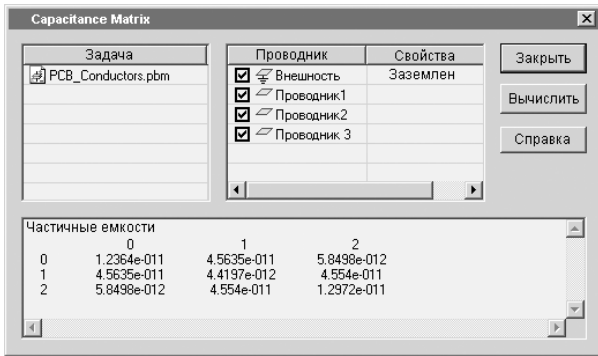 Capacitance Matrix
Задача
PCB_Conductors.pbm
Проводник Свойства
Внешность Заземлен
Проводник1
Проводник2
Проводник 3
Закрыть
Вычислить
Справка
Частичные емкости
0 1 2
0 1.2364e-011 4.5635e-011 5.8498e-012
1 4.5635e-011 4.4197e-012 4.554e-011
2 5.8498e-012 4.554e-011 1.2972e-011